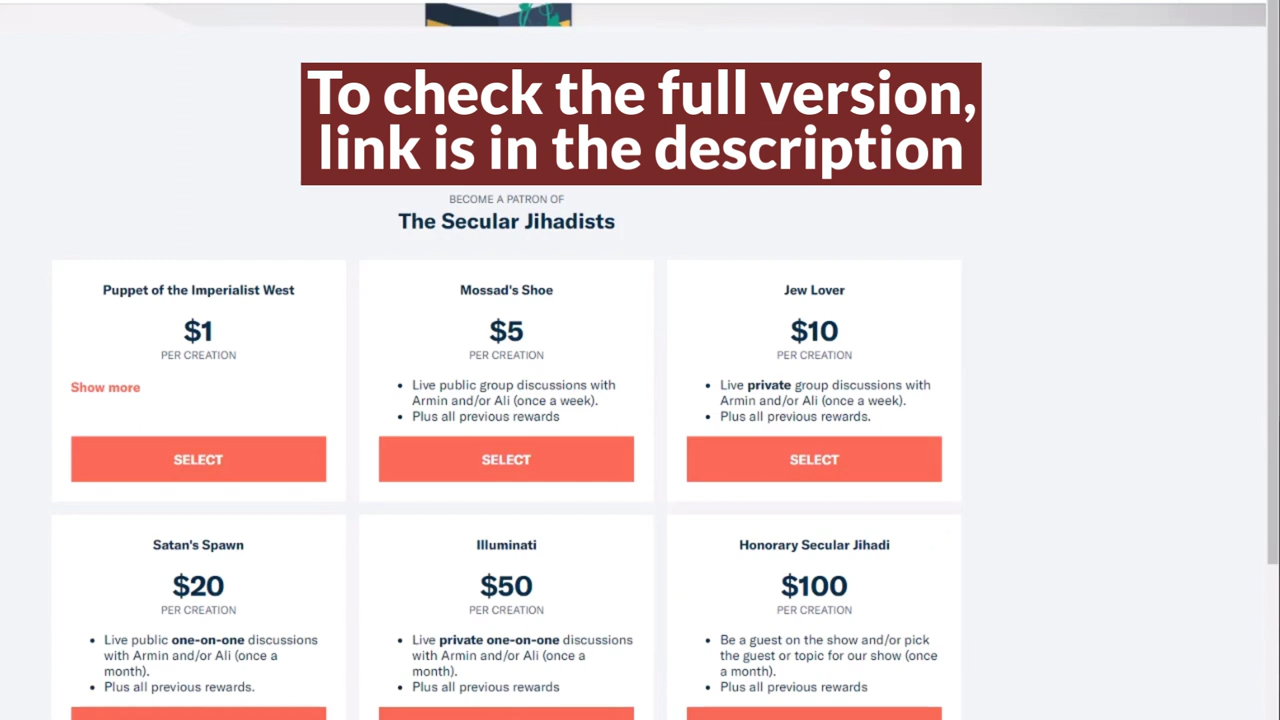 To check the full version,
link is in the description
BECOME A PATRON OF
The Secular Jihadists
Puppet of the Imperialist West
$1
PER CREATION
Show more
SELECT
Mossad's Shoe
$5
PER CREATION
• Live public group discussions with
Armin and/or Ali (once a week).
• Plus all previous rewards
SELECT
Jew Lover
$10
PER CREATION
• Live private group discussions with
Armin and/or Ali (once a week).
• Plus all previous rewards.
SELECT
Satan's Spawn
$20
PER CREATION
• Live public one-on-one discussions
with Armin and/or Ali (once a
month).
• Plus all previous rewards.
Illuminati
$50
PER CREATION
• Live private one-on-one discussions
with Armin and/or Ali (once a
month).
• Plus all previous rewards
Honorary Secular Jihadi
$100
PER CREATION
• Be a guest on the show and/or pick
the guest or topic for our show (once
a month).
• Plus all previous rewards